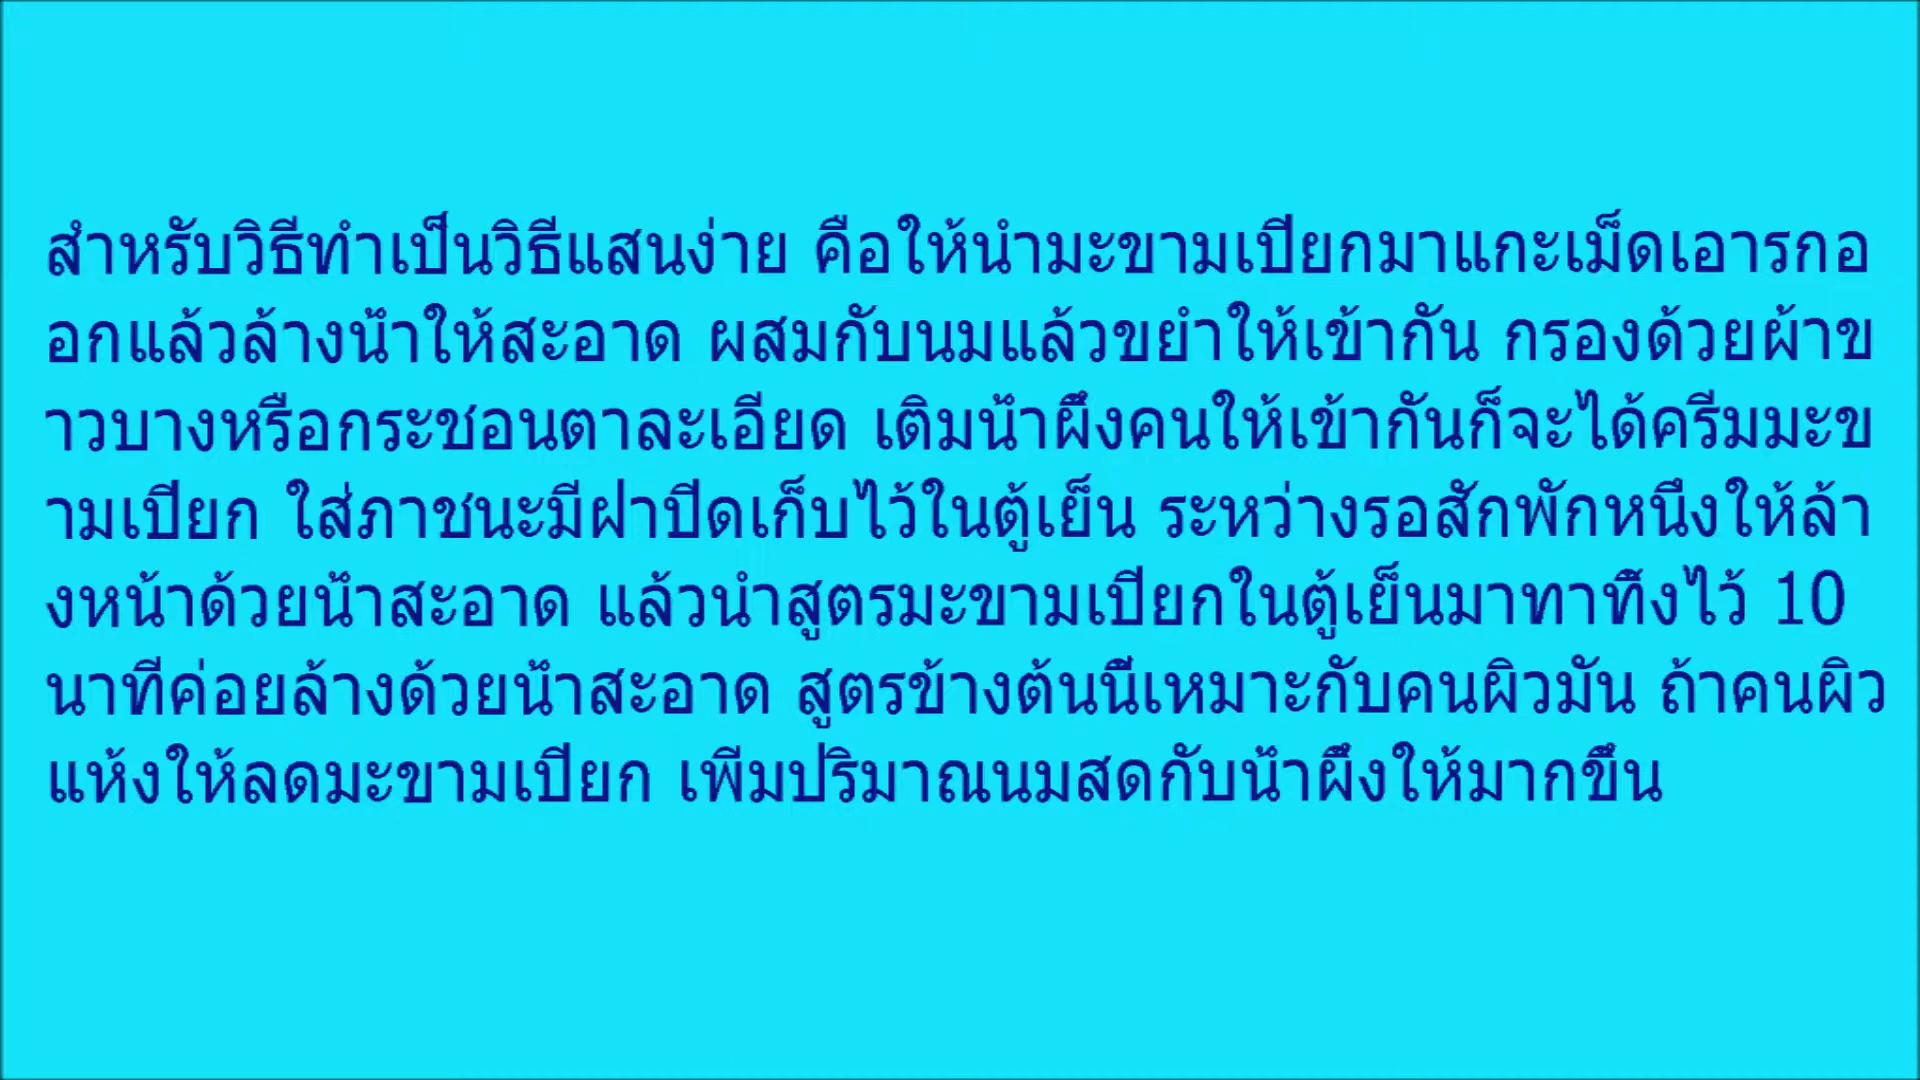 สำหรับวิธีทำเป็นวิธีแสนง่าย คือให้นำมะขามเปียกมาแกะเม็ดเอารกอ
อกแล้วล้างน้ำให้สะอาด ผสมกับนมแล้วขยำให้เข้ากัน กรองด้วยผ้าข
าวบางหรือกระชอนตาละเอียด เติมน้ำผึ้งคนให้เข้ากันก็จะได้ครีมมะข
ามเปียก ใส่ภาชนะมีฝาปิดเก็บไว้ในตู้เย็น ระหว่างรอสักพักหนึ่งให้ล้า
งหน้าด้วยน้ำสะอาด แล้วนำสูตรมะขามเปียกในตู้เย็นมาทาทิ้งไว้ 10
นาทีค่อยล้างด้วยน้ำสะอาด สูตรข้างต้นนี้เหมาะกับคนผิวมัน ถ้าคนผิว
แห้งให้ลดมะขามเปียก เพิ่มปริมาณนมสดกับน้ำผึ้งให้มากขึ้น